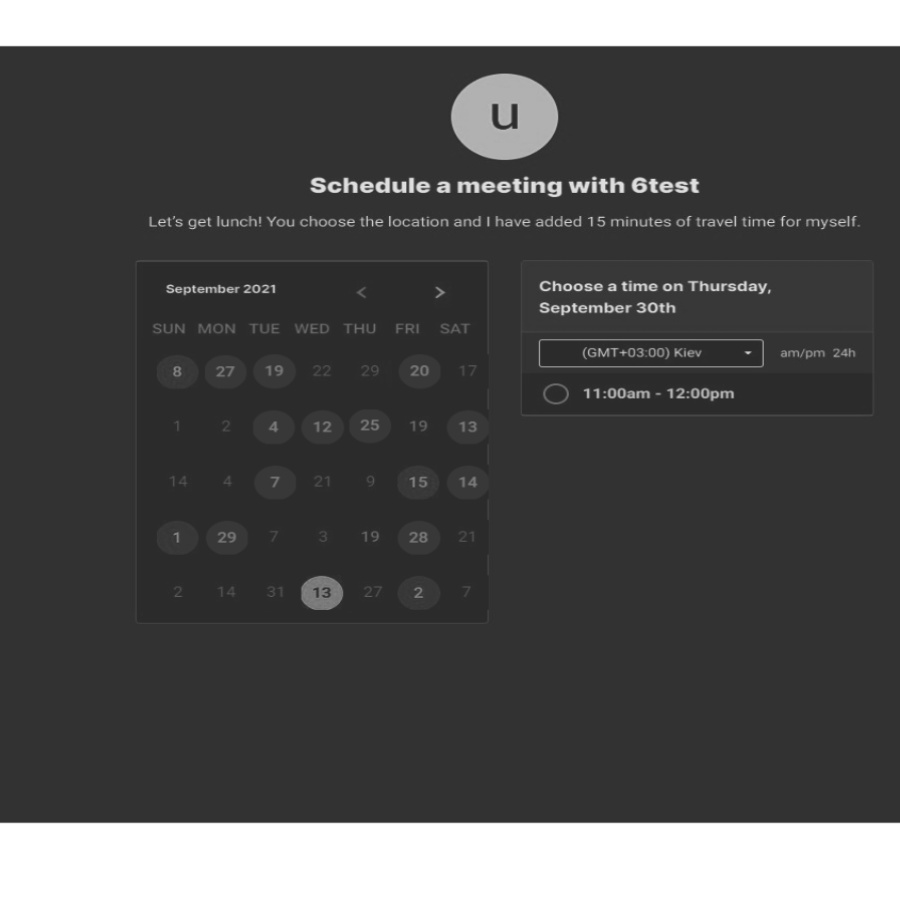 u
Schedule a meeting with 6test
Let's get lunch! You choose the location and I have added 15 minutes of travel time for myself.
September 2021 < >
SUN MON TUE WED THU FRI SAT
8 27 19 22 29 20 17
1 2 4 12 25 19 13
14 4 7 21 9 15 14
1 29 7 3 19 28 21
2 14 31 13 27 2 7
Choose a time on Thursday,
September 30th
(GMT+03:00) Kiev am/pm 24h
11:00am - 12:00pm